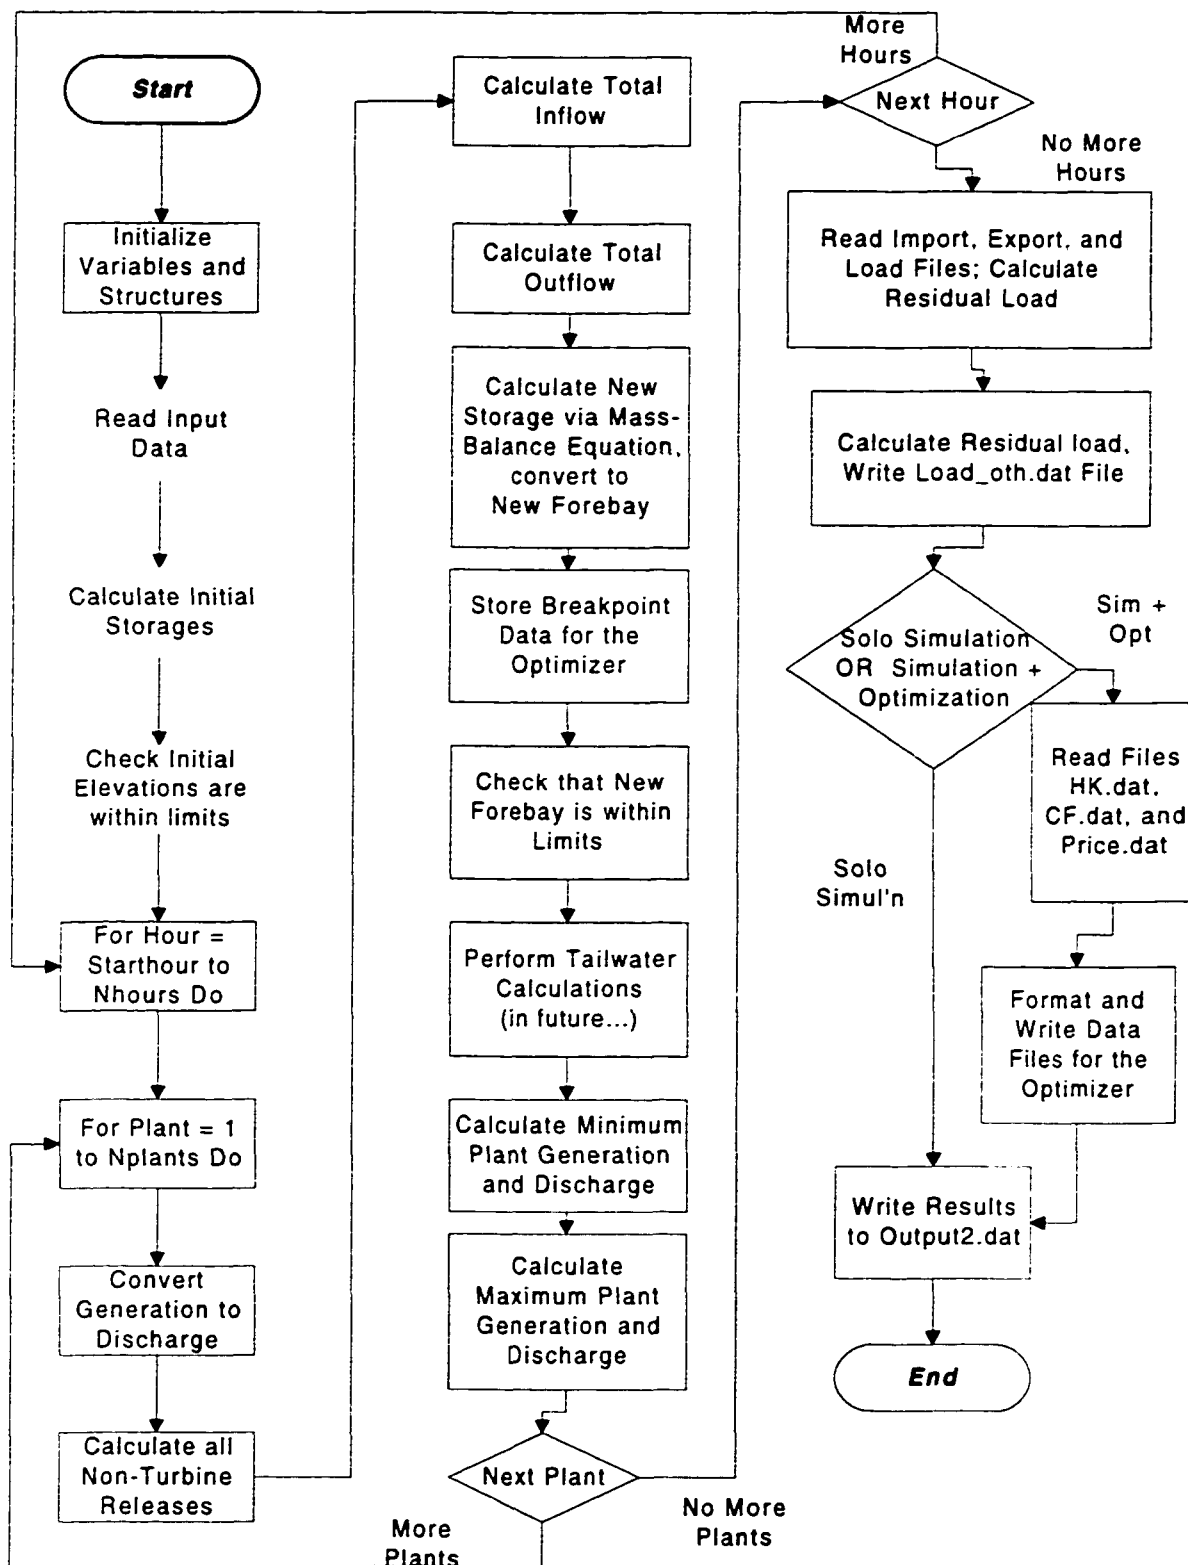 Start
Initialize
Variables and
Structures
Read Input
Data
Calculate Initial
Storages
Check Initial
Elevations are
within limits
For Hour =
Starthour to
Nhours Do
For Plant = 1
to Nplants Do
Convert
Generation to
Discharge
Calculate all
Non-Turbine
Releases
Calculate Total
Inflow
Calculate Total
Outflow
Calculate New
Storage via Mass-
Balance Equation,
convert to
New Forebay
Store Breakpoint
Data for the
Optimizer
Check that New
Forebay is within
Limits
Perform Tailwater
Calculations
(in future...)
Calculate Minimum
Plant Generation
and Discharge
Calculate
Maximum Plant
Generation and
Discharge
Next Plant
More
Plants
No More
Plants
More
Hours
Next Hour
No More
Hours
Read Import, Export, and
Load Files; Calculate
Residual Load
Calculate Residual load,
Write Load_oth.dat File
Solo Simulation
OR Simulation +
Optimization
Sim +
Opt
Solo
Simul'n
Read Files
HK.dat,
CF.dat, and
Price.dat
Format and
Write Data
Files for the
Optimizer
Write Results
to Output2.dat
End